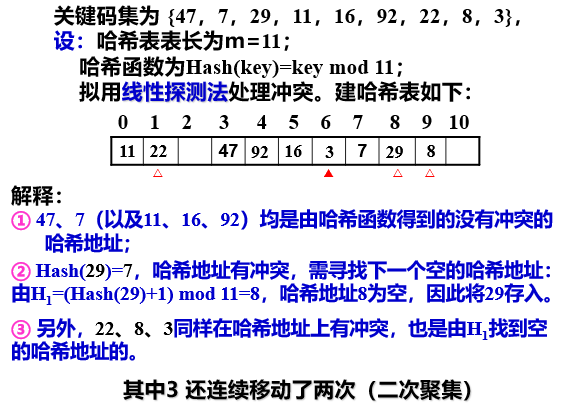 关键码集为 {47，7，29，11，16，92，22，8，3}，
设：哈希表表长为m=11；
哈希函数为Hash(key)=key mod 11；
拟用线性探测法处理冲突。建哈希表如下：
0 1 2 3 4 5 6 7 8 9 10
11 22 47 92 16 3 7 29 8
△ ▲ △ △
解释：
① 47、7（以及11、16、92）均是由哈希函数得到的没有冲突的
哈希地址；
② Hash(29)=7，哈希地址有冲突，需寻找下一个空的哈希地址：
由H₁=(Hash(29)+1) mod 11=8，哈希地址8为空，因此将29存入。
③ 另外，22、8、3同样在哈希地址上有冲突，也是由H₁找到空
的哈希地址的。
其中3 还连续移动了两次（二次聚集）